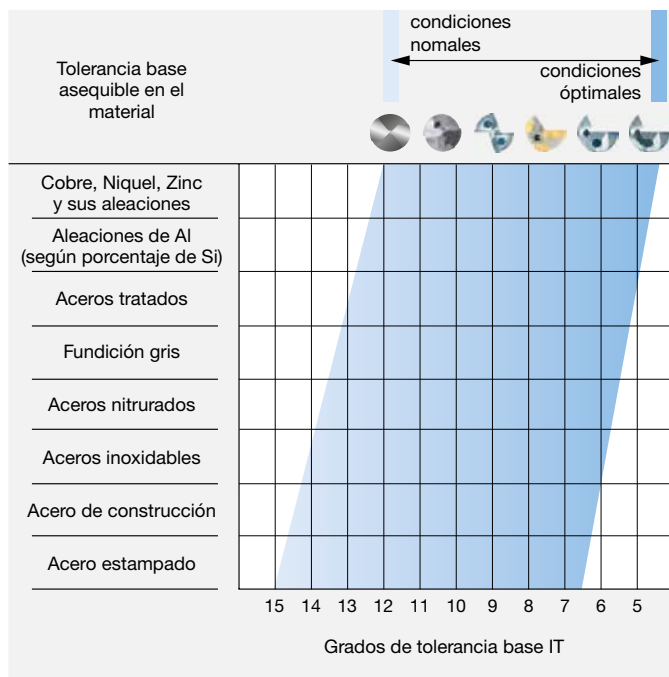 Tolerancia base
asequible en el
material
condiciones
nomales
condiciones
óptimales
Cobre, Niquel, Zinc
y sus aleaciones
Aleaciones de Al
(según porcentaje de Si)
Aceros tratados
Fundición gris
Aceros nitrurados
Aceros inoxidables
Acero de construcción
Acero estampado
15 14 13 12 11 10 9 8 7 6 5
Grados de tolerancia base IT